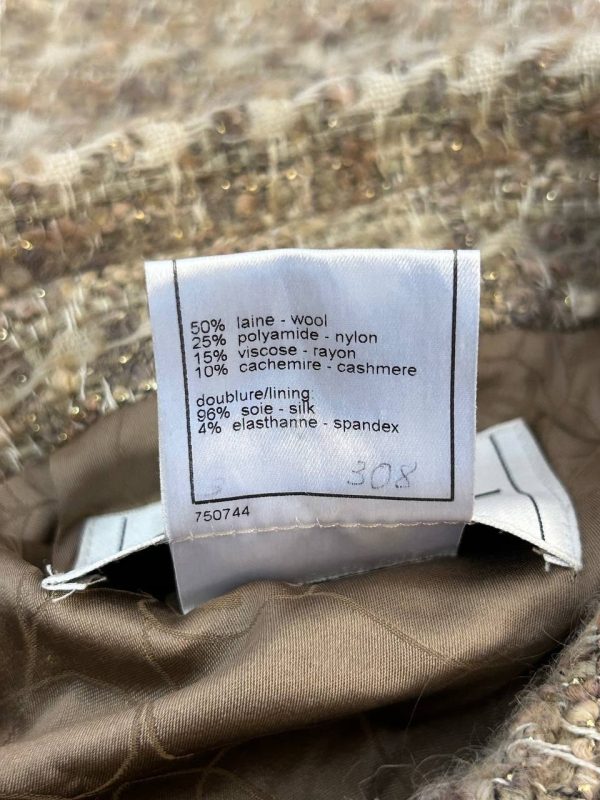 50% laine - wool
25% polyamide - nylon
15% viscose - rayon
10% cachemire - cashmere
doublure/lining:
96% soie - silk
4% elasthanne - spandex
308
750744